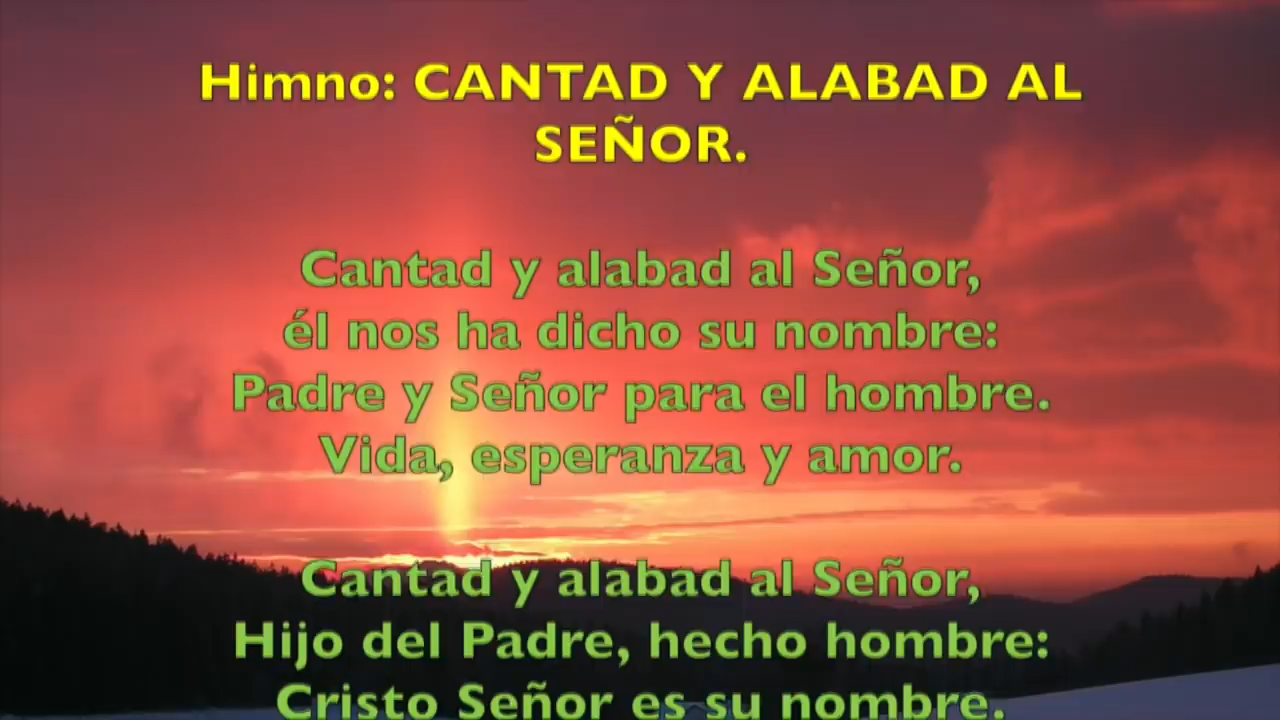 Himno: CANTAD Y ALABAD AL
SEÑOR.
Cantad y alabad al Señor,
él nos ha dicho su nombre:
Padre y Señor para el hombre.
Vida, esperanza y amor.
Cantad y alabad al Señor,
Hijo del Padre, hecho hombre:
Cristo Señor es su nombre.